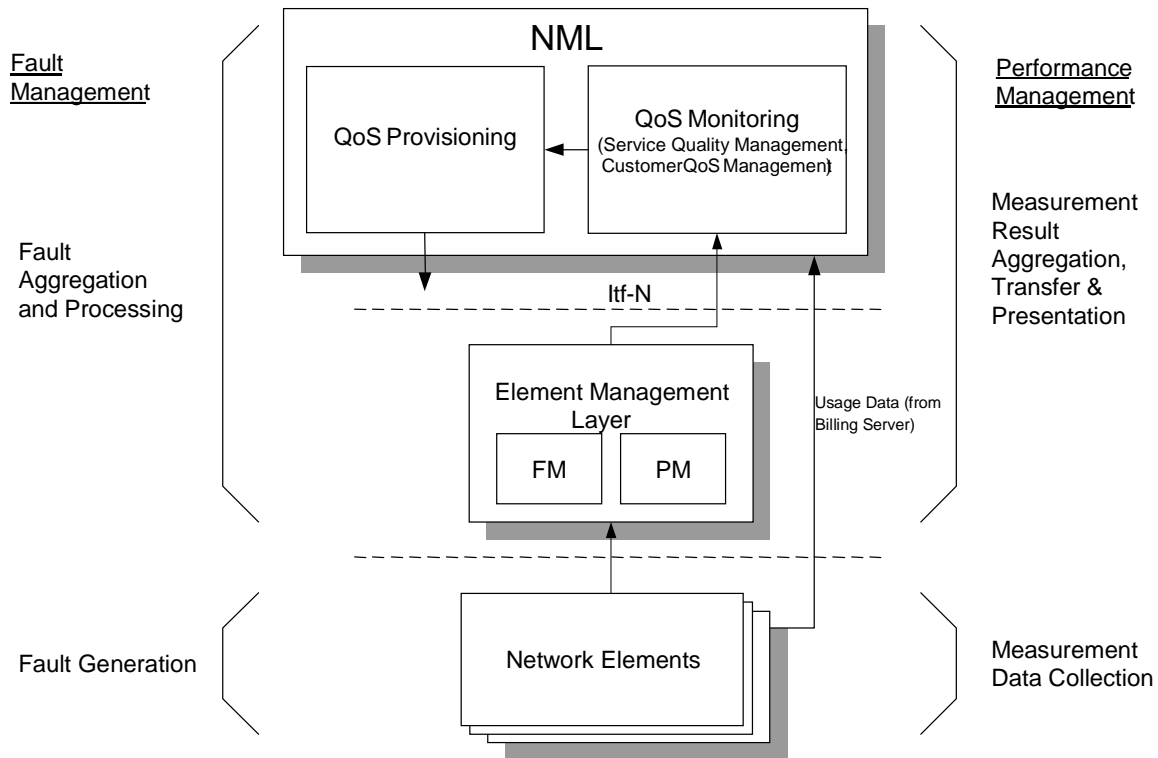 NML
Fault
Management
Performance
Management
QoS Provisioning
QoS Monitoring
(Service Quality Management,
CustomerQoS Management)
Fault
Aggregation
and Processing
Measurement
Result
Aggregation,
Transfer &
Presentation
Itf-N
Element Management
Layer
FM
PM
Usage Data (from
Billing Server)
Fault Generation
Network Elements
Measurement
Data Collection